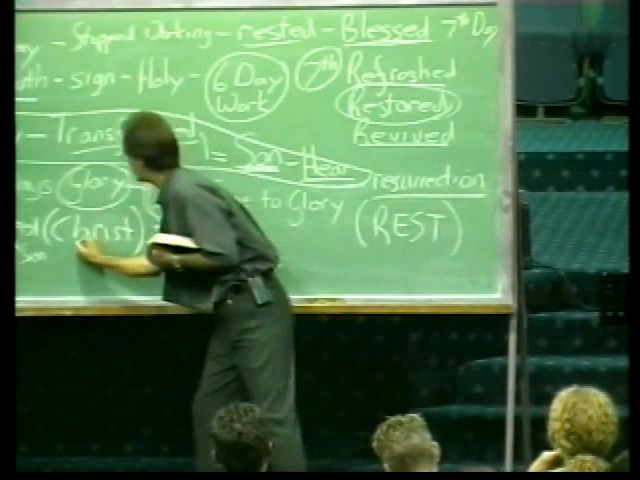 - Stopped Working - rested - Blessed 7th Day
- sign - Holy - 6 Day Work 7th Refreshed
Restored
Revived
= Son - Hear
resurrection
Glory to Glory
(Christ) (REST)
Son